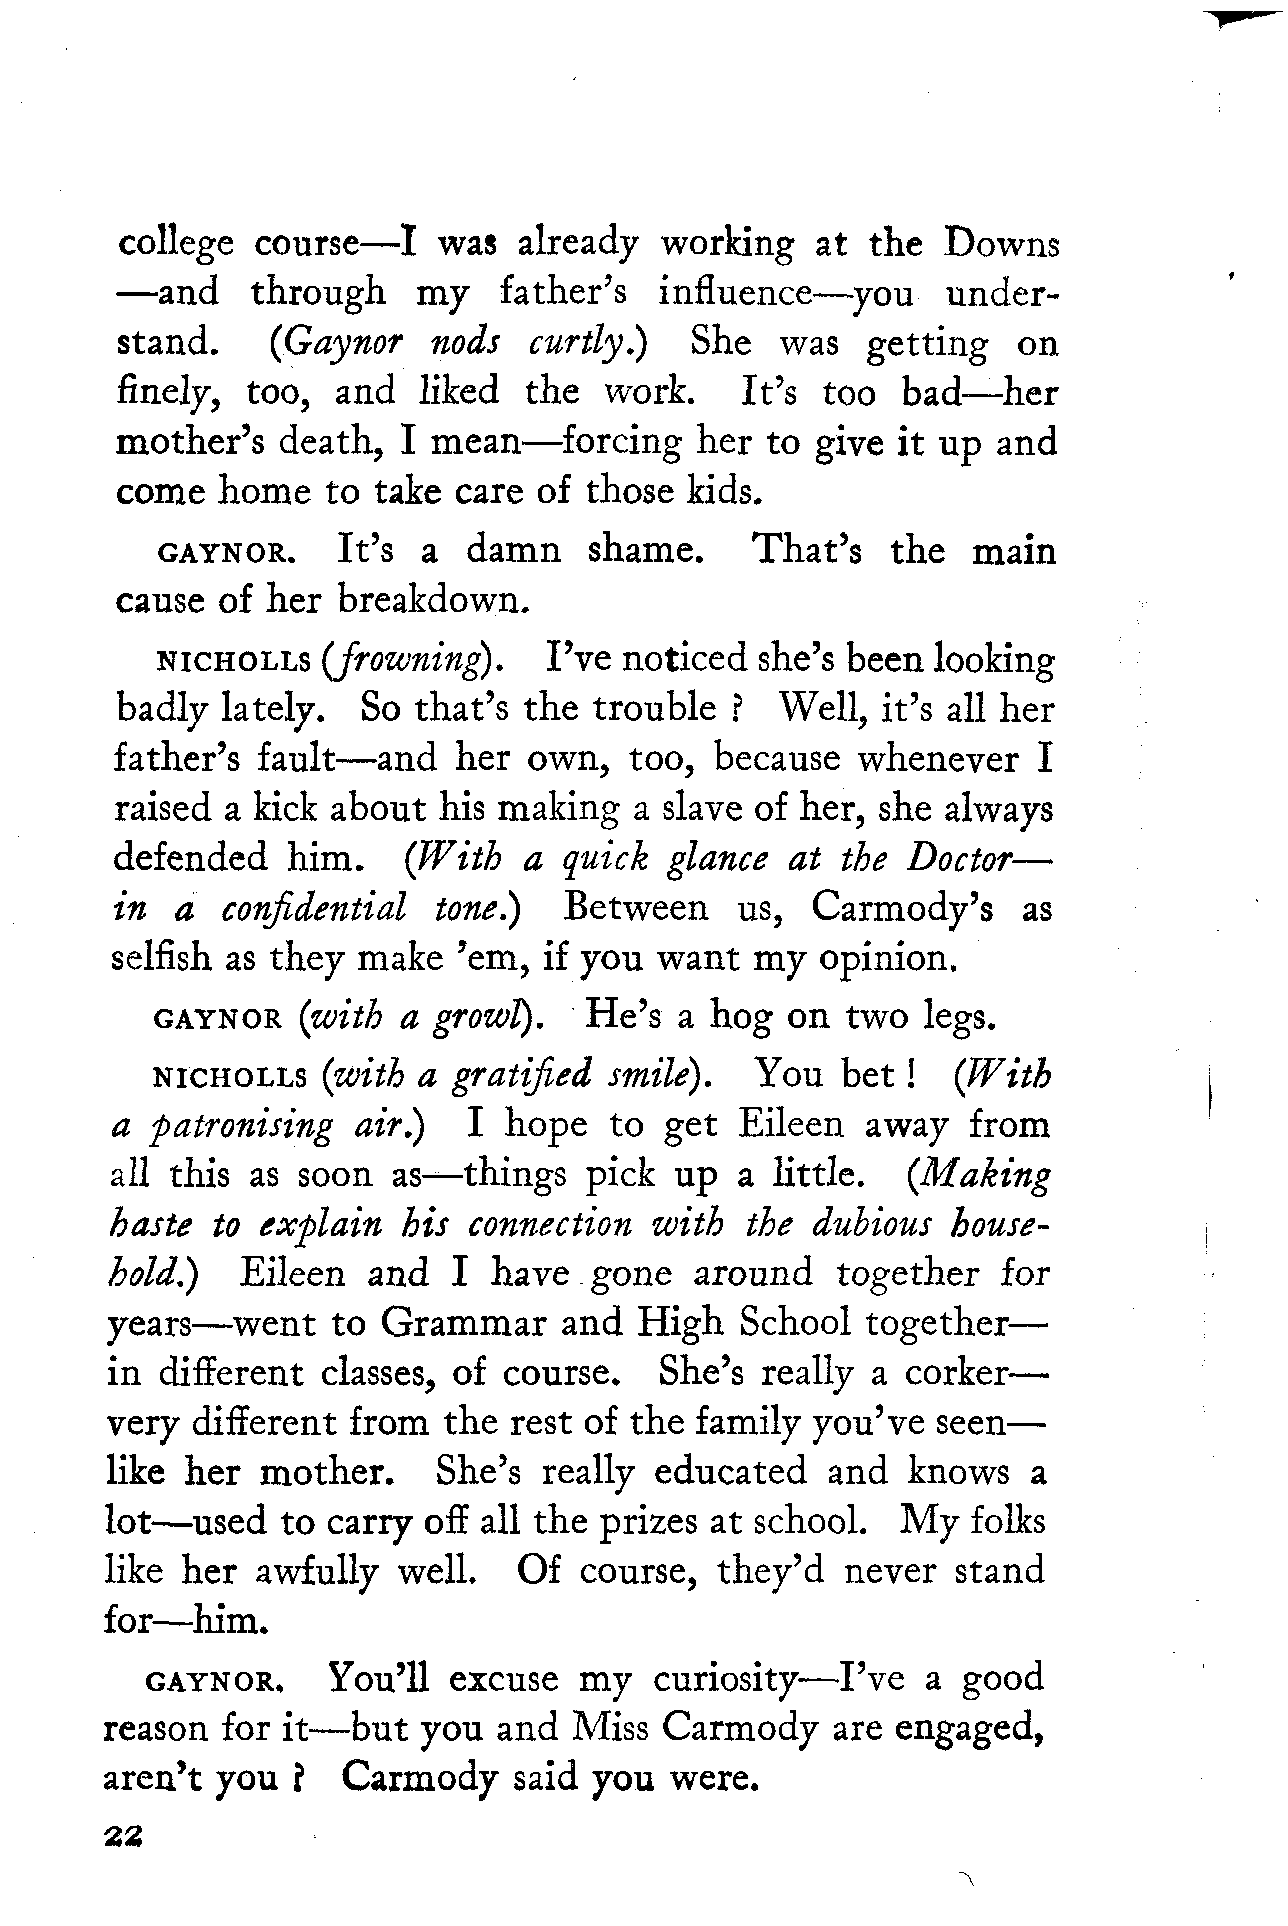 college course—I was already working at the Downs
—and through my father's influence—you under-
stand. (Gaynor nods curtly.) She was getting on
finely, too, and liked the work. It's too bad—her
mother's death, I mean—forcing her to give it up and
come home to take care of those kids.
GAYNOR. It's a damn shame. That's the main
cause of her breakdown.
NICHOLLS (frowning). I've noticed she's been looking
badly lately. So that's the trouble ? Well, it's all her
father's fault—and her own, too, because whenever I
raised a kick about his making a slave of her, she always
defended him. (With a quick glance at the Doctor—
in a confidential tone.) Between us, Carmody's as
selfish as they make 'em, if you want my opinion.
GAYNOR (with a growl). He's a hog on two legs.
NICHOLLS (with a gratified smile). You bet ! (With
a patronising air.) I hope to get Eileen away from
all this as soon as—things pick up a little. (Making
haste to explain his connection with the dubious house-
hold.) Eileen and I have gone around together for
years—went to Grammar and High School together—
in different classes, of course. She's really a corker—
very different from the rest of the family you've seen—
like her mother. She's really educated and knows a
lot—used to carry off all the prizes at school. My folks
like her awfully well. Of course, they'd never stand
for—him.
GAYNOR. You'll excuse my curiosity—I've a good
reason for it—but you and Miss Carmody are engaged,
aren't you ? Carmody said you were.
22